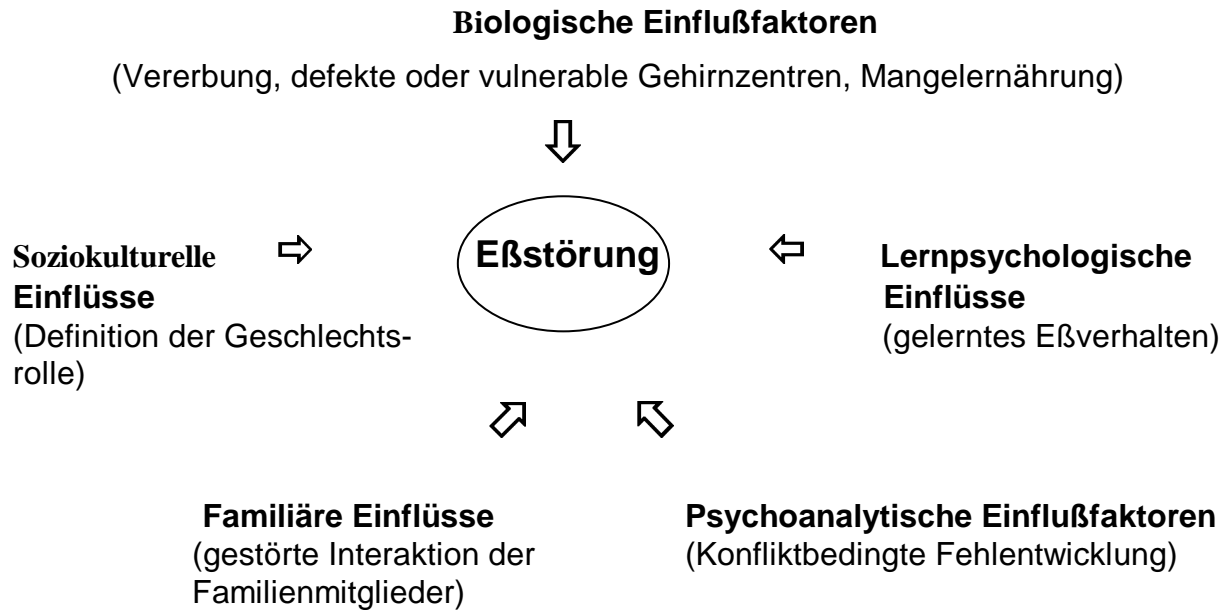 Biologische Einflußfaktoren
(Vererbung, defekte oder vulnerable Gehirnzentren, Mangelernährung)
Soziokulturelle
Einflüsse
(Definition der Geschlechts-
rolle)
Eßstörung
Lernpsychologische
Einflüsse
(gelerntes Eßverhalten)
Familiäre Einflüsse
(gestörte Interaktion der
Familienmitglieder)
Psychoanalytische Einflußfaktoren
(Konfliktbedingte Fehlentwicklung)